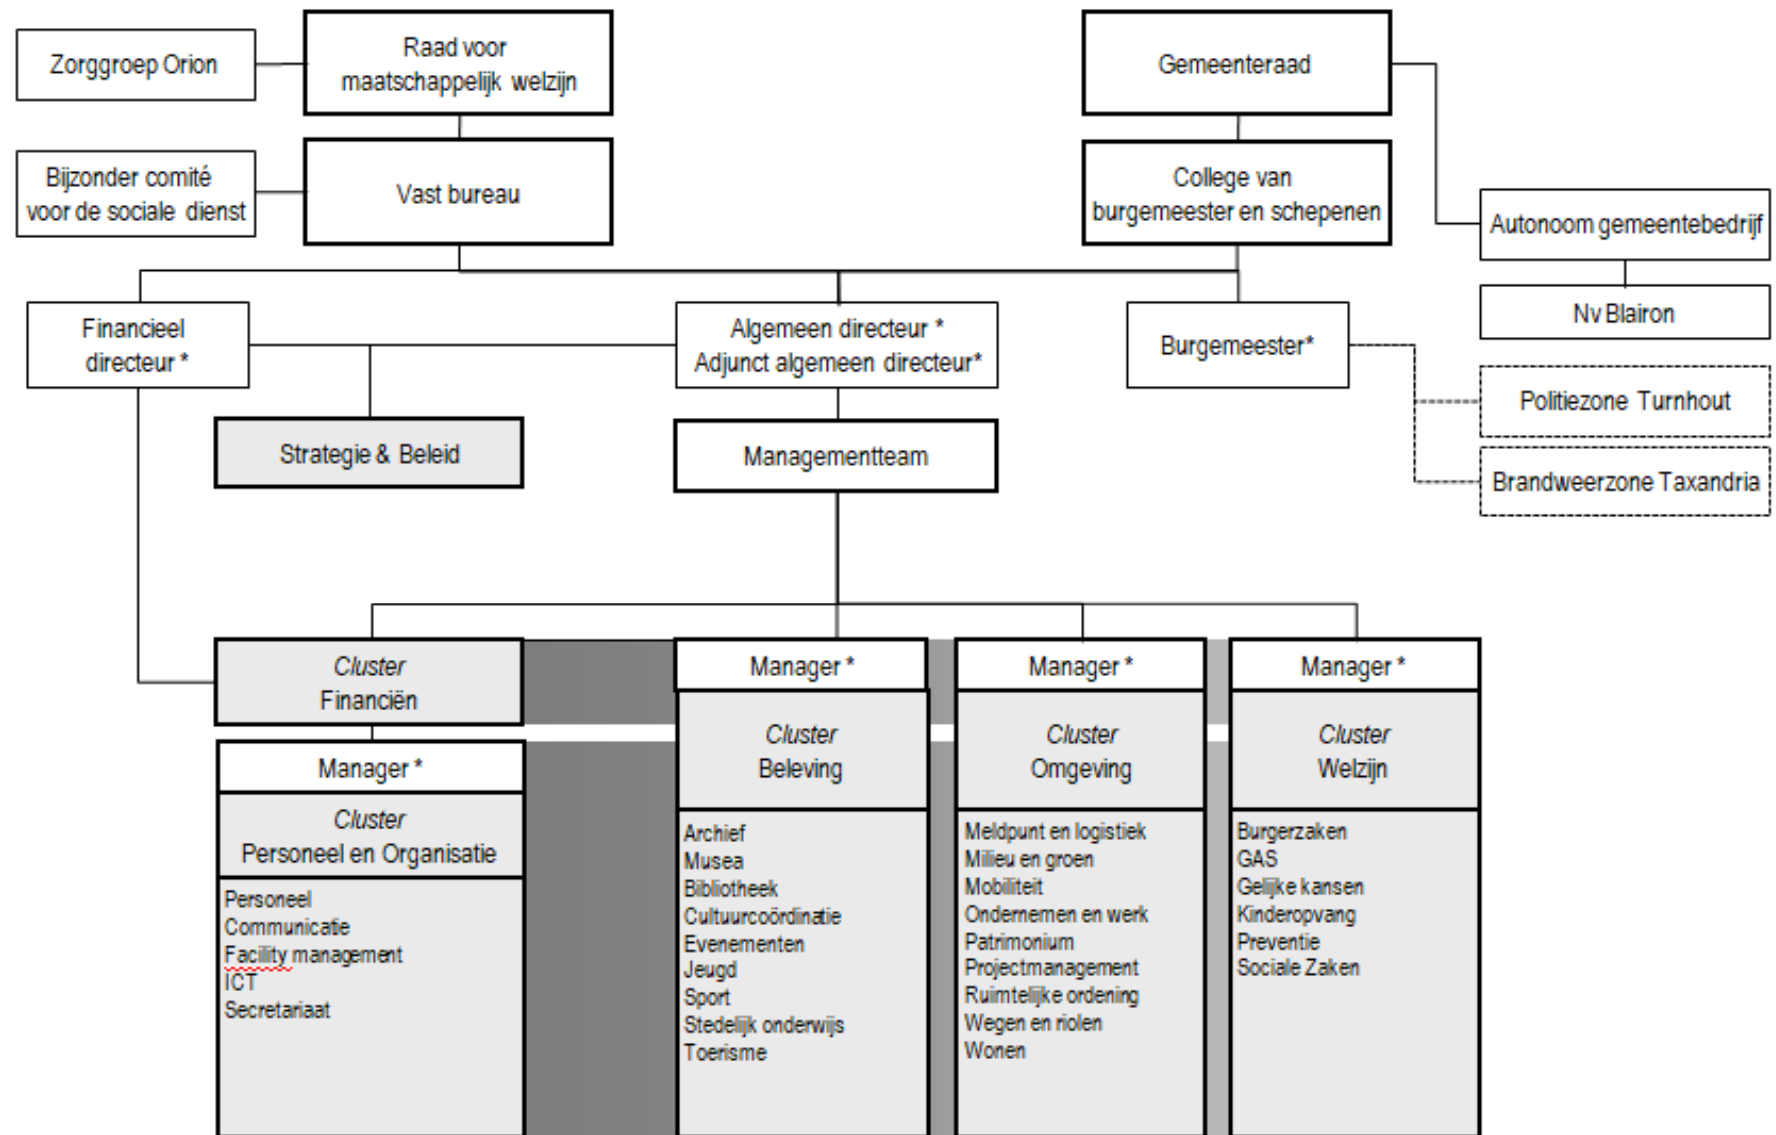 Zorggroep Orion
Raad voor
maatschappelijk welzijn
Gemeenteraad
Bijzonder comité
voor de sociale dienst
Vast bureau
College van
burgemeester en schepenen
Autonoom gemeentebedrijf
Nv Blairon
Financieel
directeur *
Algemeen directeur *
Adjunct algemeen directeur*
Burgemeester*
Politiezone Turnhout
Brandweerzone Taxandria
Strategie & Beleid
Managementteam
Cluster
Financiën
Manager *
Cluster
Personeel en Organisatie
Personeel
Communicatie
Facility management
ICT
Secretariaat
Manager *
Cluster
Beleving
Archief
Musea
Bibliotheek
Cultuurcoördinatie
Evenementen
Jeugd
Sport
Stedelijk onderwijs
Toerisme
Manager *
Cluster
Omgeving
Meldpunt en logistiek
Milieu en groen
Mobiliteit
Ondernemen en werk
Patrimonium
Projectmanagement
Ruimtelijke ordening
Wegen en riolen
Wonen
Manager *
Cluster
Welzijn
Burgerzaken
GAS
Gelijke kansen
Kinderopvang
Preventie
Sociale Zaken